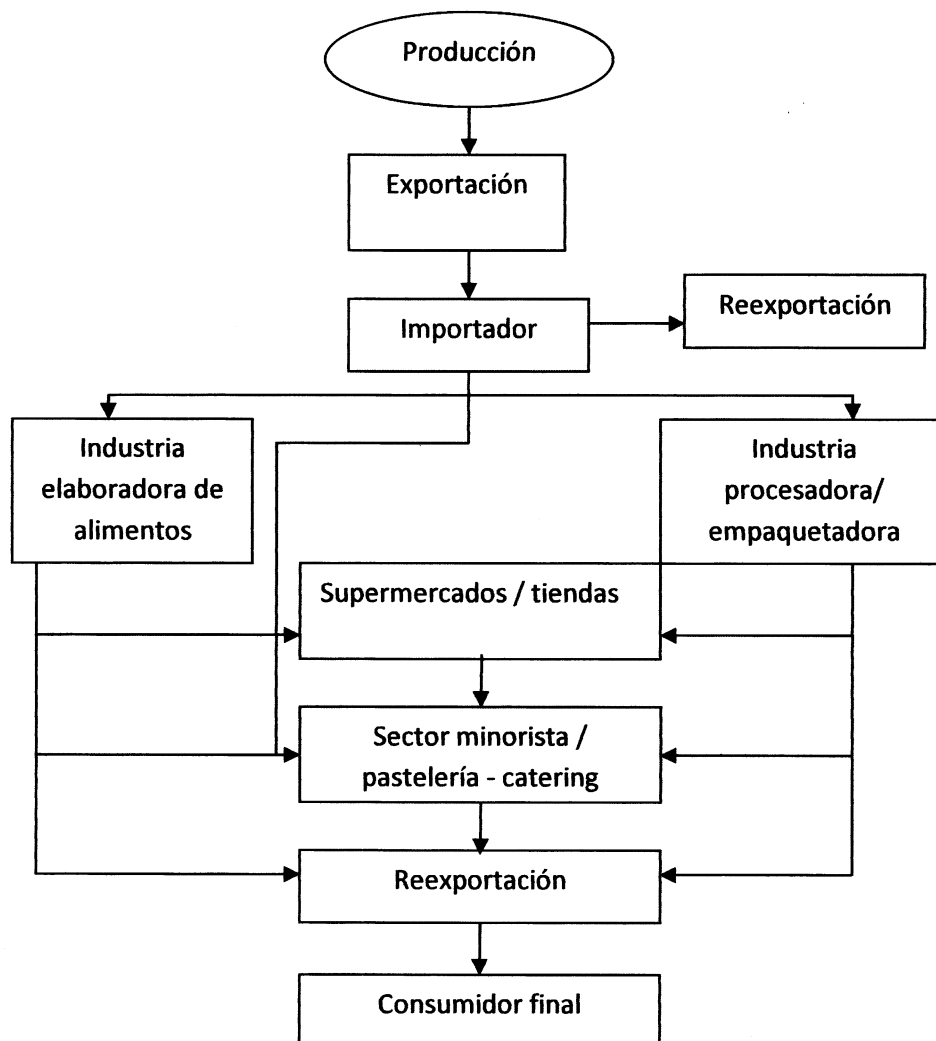 Producción
Exportación
Importador
Reexportación
Industria
elaboradora de
alimentos
Industria
procesadora/
empaquetadora
Supermercados / tiendas
Sector minorista /
pastelería - catering
Reexportación
Consumidor final